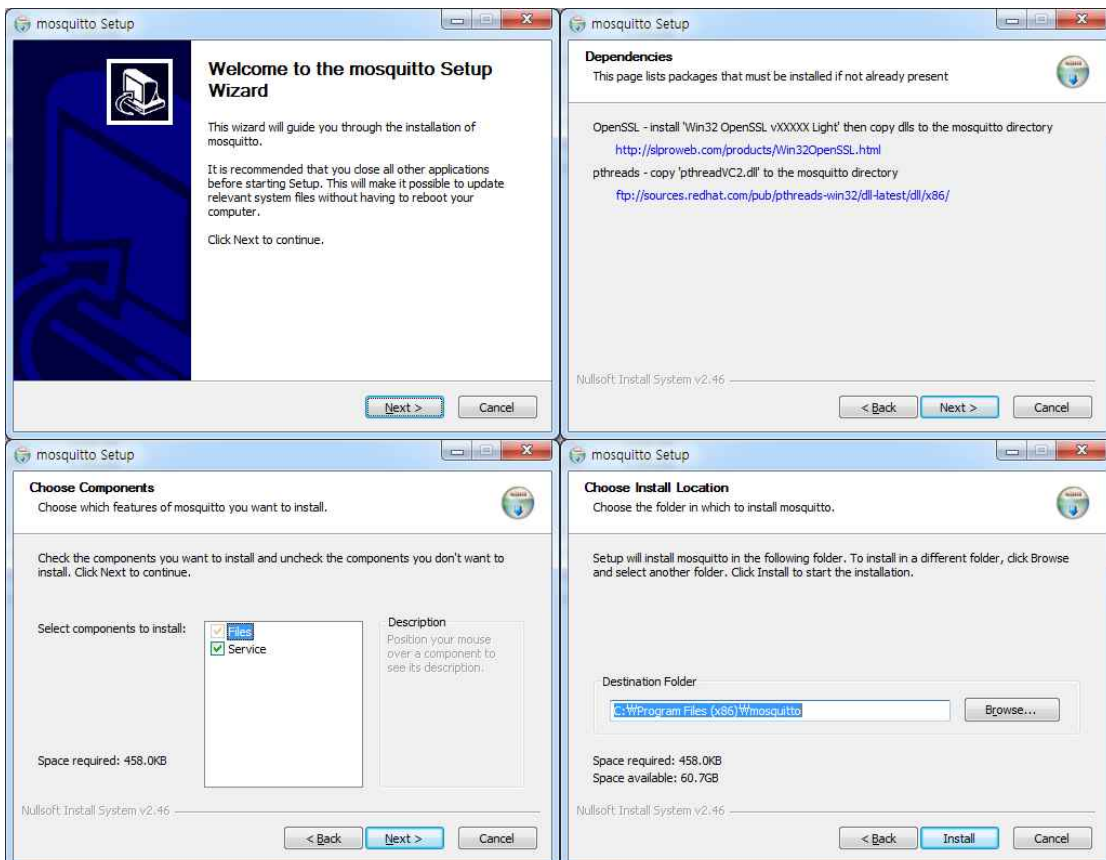 mosquitto Setup
Welcome to the mosquitto Setup
Wizard
This wizard will guide you through the installation of
mosquitto.
It is recommended that you close all other applications
before starting Setup. This will make it possible to update
relevant system files without having to reboot your
computer.
Click Next to continue.
Next >
Cancel
mosquitto Setup
Dependencies
This page lists packages that must be installed if not already present
OpenSSL - install 'Win32 OpenSSL vXXXXX Light' then copy dlls to the mosquitto directory
http://slproweb.com/products/Win32OpenSSL.html
pthreads - copy 'pthreadVC2.dll' to the mosquitto directory
ftp://sources.redhat.com/pub/pthreads-win32/dll-latest/dll/x86/
Nullsoft Install System v2.46
< Back
Next >
Cancel
mosquitto Setup
Choose Components
Choose which features of mosquitto you want to install.
Check the components you want to install and uncheck the components you don't want to
install. Click Next to continue.
Select components to install:
Files
Service
Description
Position your mouse
over a component to
see its description.
Space required: 458.0KB
Nullsoft Install System v2.46
< Back
Next >
Cancel
mosquitto Setup
Choose Install Location
Choose the folder in which to install mosquitto.
Setup will install mosquitto in the following folder. To install in a different folder, click Browse
and select another folder. Click Install to start the installation.
Destination Folder
C:₩Program Files (x86)₩mosquitto
Browse...
Space required: 458.0KB
Space available: 60.7GB
Nullsoft Install System v2.46
< Back
Install
Cancel